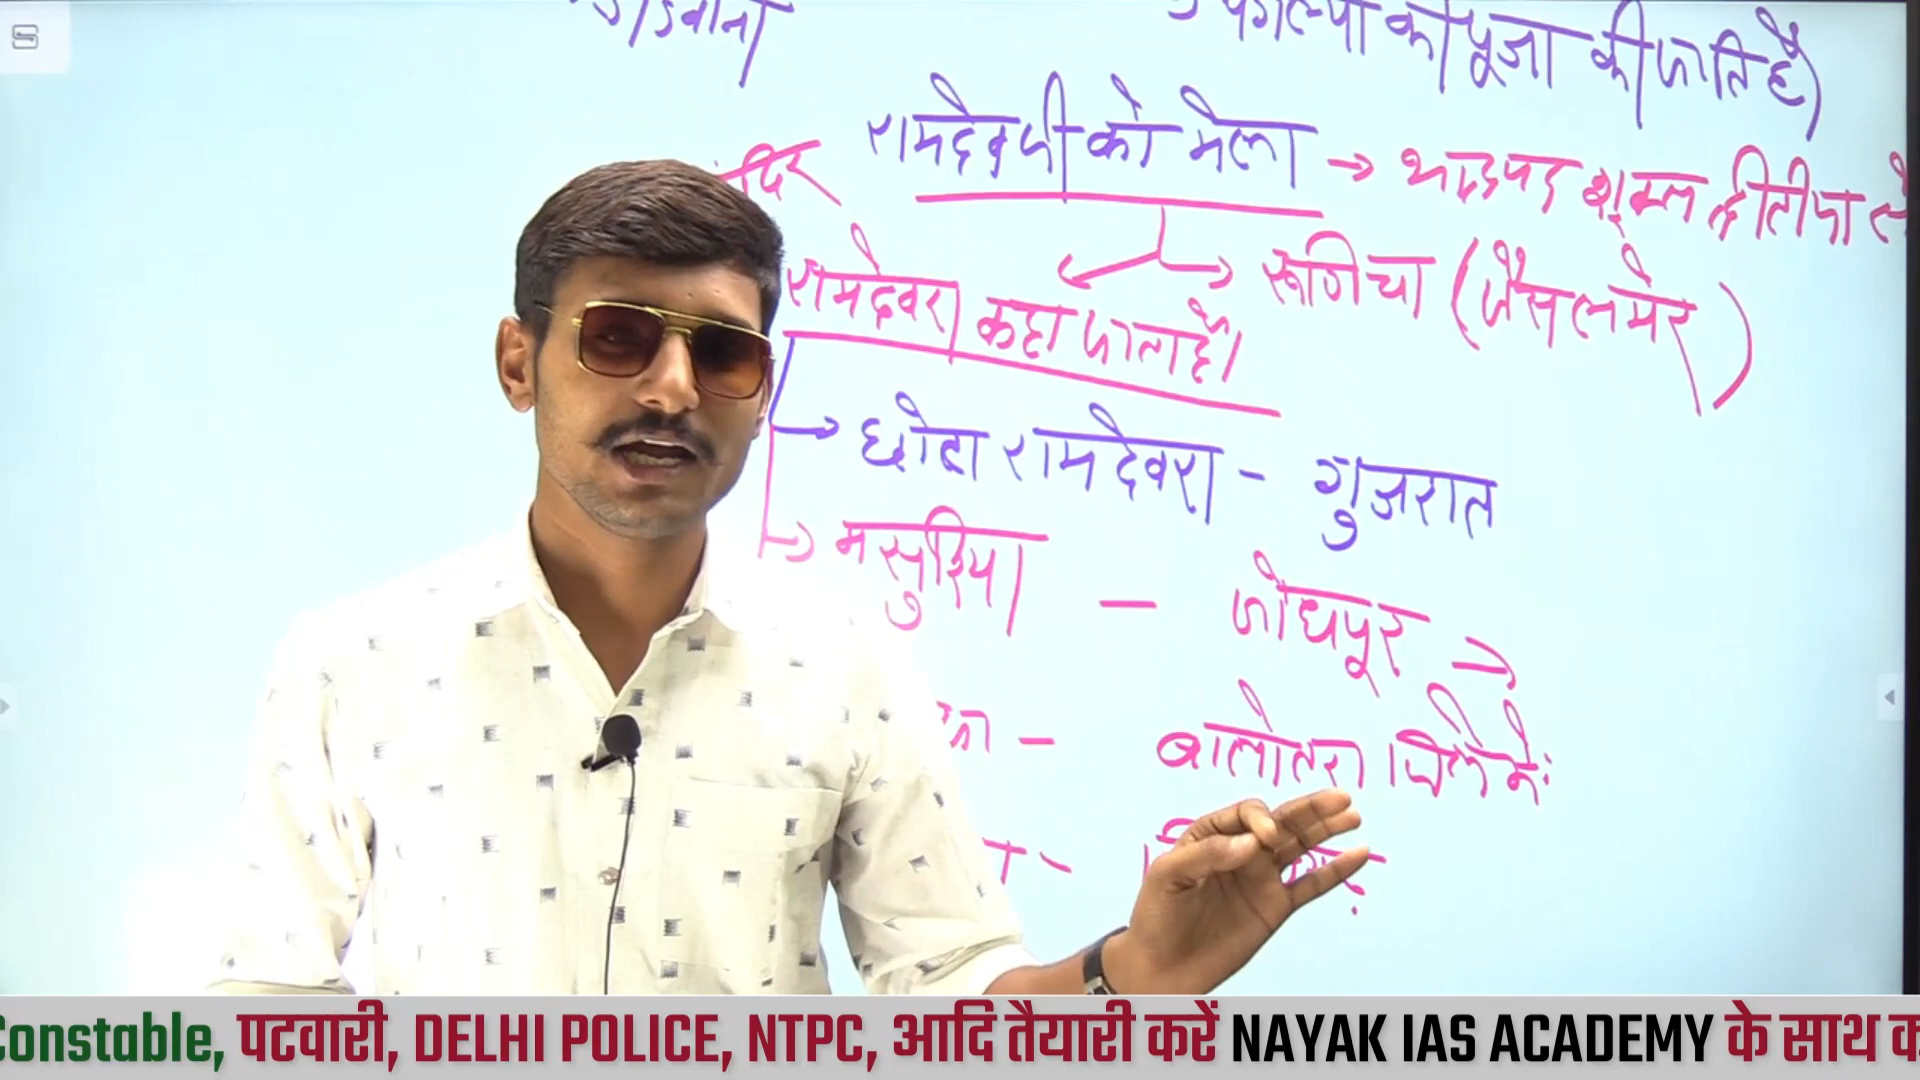 की पूजा की जाति है
रामदेवजी को मेला → भाद्रपद शुक्ल द्वीतीया से
रूणिचा (जैसलमेर)
रामदेवरा कहा जाता है।
→ छोटा रामदेवरा - गुजरात
→ मसुरिया - जोधपुर →
का - बालोतरा जिले में
Constable, पटवारी, DELHI POLICE, NTPC, आदि तैयारी करें NAYAK IAS ACADEMY के साथ